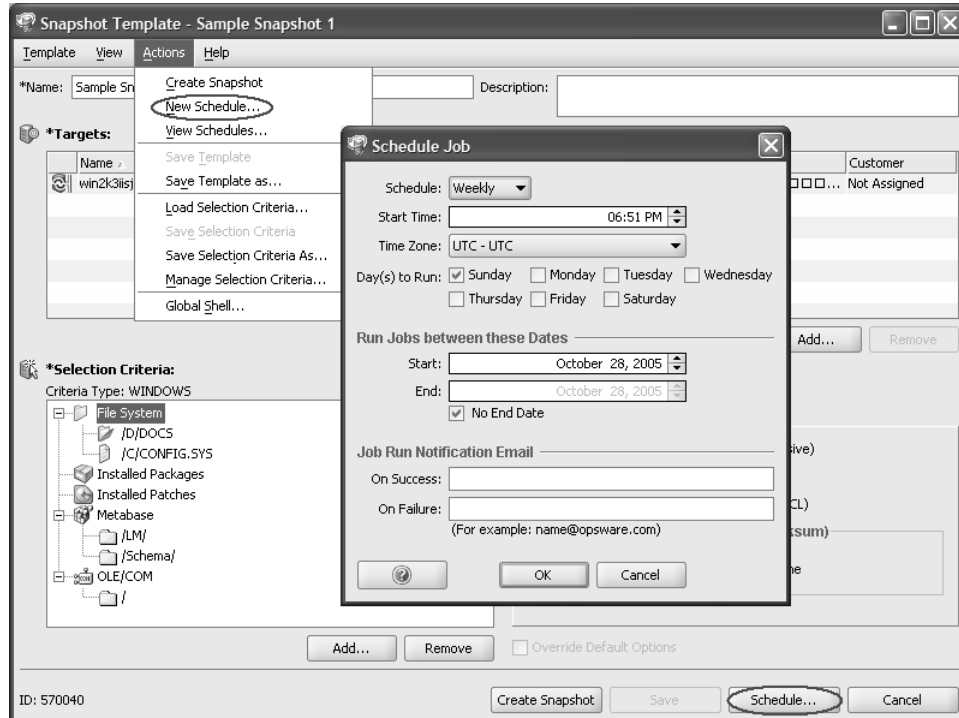 Snapshot Template - Sample Snapshot 1
Template View Actions Help
*Name: Sample Sn
Description:
Create Snapshot
New Schedule...
View Schedules...
Save Template
Save Template as...
Load Selection Criteria...
Save Selection Criteria
Save Selection Criteria As...
Manage Selection Criteria...
Global Shell...
*Targets:
Name
Customer
win2k3iisj
... Not Assigned
Add... Remove
Schedule Job
Schedule: Weekly
Start Time: 06:51 PM
Time Zone: UTC - UTC
Day(s) to Run: Sunday Monday Tuesday Wednesday
Thursday Friday Saturday
Run Jobs between these Dates
Start: October 28, 2005
End: October 28, 2005
No End Date
Job Run Notification Email
On Success:
On Failure:
(For example: name@opsware.com)
OK Cancel
*Selection Criteria:
Criteria Type: WINDOWS
File System
/D/DOCS
/C/CONFIG.SYS
Installed Packages
Installed Patches
Metabase
/LM/
/Schema/
OLE/COM
/
sive)
CL)
ksum)
ne
Add... Remove
Override Default Options
ID: 570040
Create Snapshot Save Schedule... Cancel